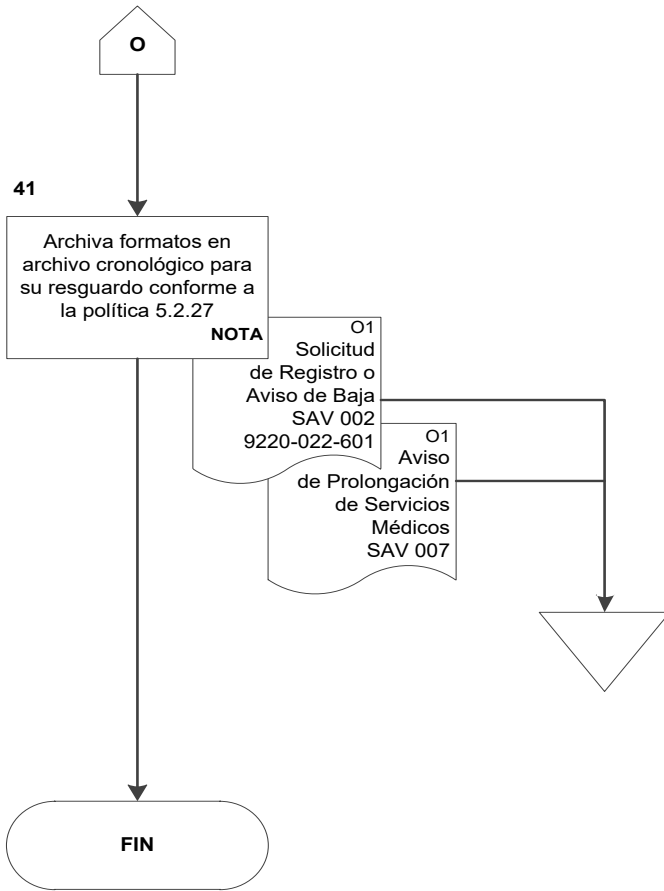 O
41
Archiva formatos en
archivo cronológico para
su resguardo conforme a
la política 5.2.27
NOTA
O1
Solicitud
de Registro o
Aviso de Baja
SAV 002
9220-022-601
O1
Aviso
de Prolongación
de Servicios
Médicos
SAV 007
FIN